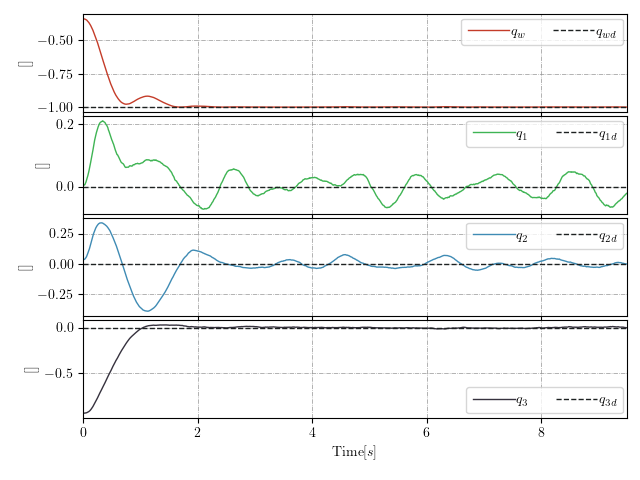 q_w q_wd
−0.50
−0.75
−1.00
[]
q_1 q_1d
0.2
0.0
[]
q_2 q_2d
0.25
0.00
−0.25
[]
0.0
−0.5
[]
q_3 q_3d
0 2 4 6 8
Time[s]